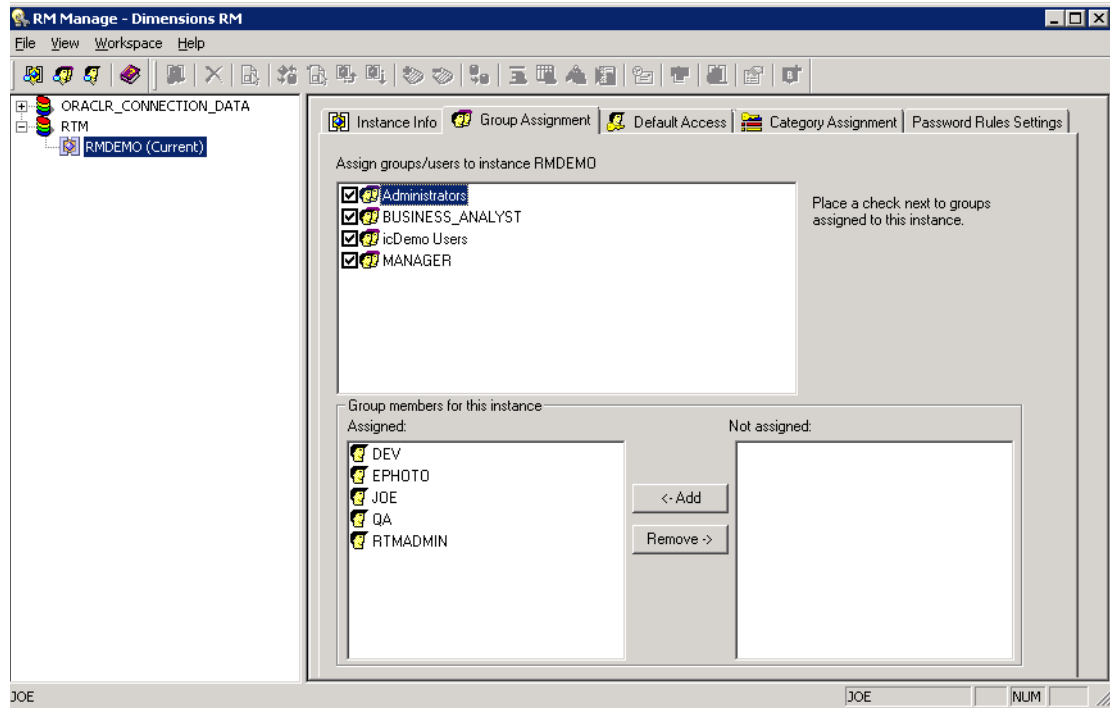 RM Manage - Dimensions RM
File View Workspace Help
ORACLR_CONNECTION_DATA
RTM
RMDEMO (Current)
Instance Info Group Assignment Default Access Category Assignment Password Rules Settings
Assign groups/users to instance RMDEMO
Administrators
BUSINESS_ANALYST
icDemo Users
MANAGER
Place a check next to groups
assigned to this instance.
Group members for this instance
Assigned: Not assigned:
DEV
EPHOTO
JOE
QA
RTMADMIN
<- Add
Remove ->
JOE JOE NUM